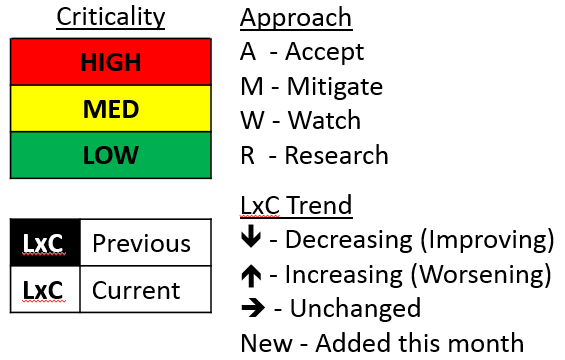 Criticality
HIGH
MED
LOW
LxC Previous
LxC Current
Approach
A - Accept
M - Mitigate
W - Watch
R - Research
LxC Trend
🡻 - Decreasing (Improving)
🡹 - Increasing (Worsening)
🡺 - Unchanged
New - Added this month